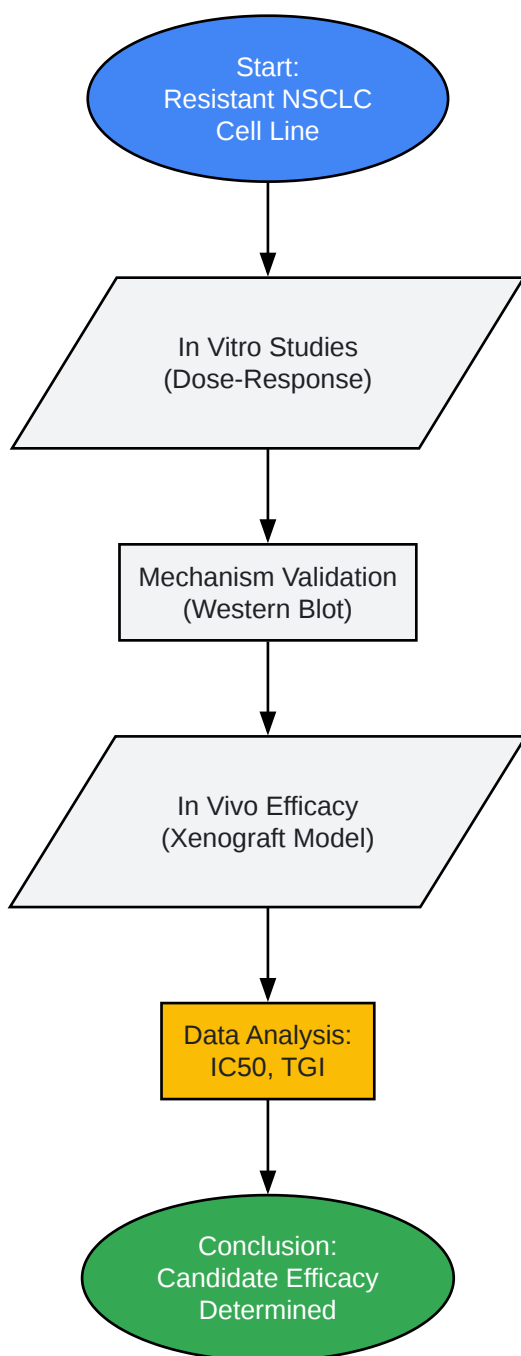 Start:
Resistant NSCLC
Cell Line
In Vitro Studies
(Dose-Response)
Mechanism Validation
(Western Blot)
In Vivo Efficacy
(Xenograft Model)
Data Analysis:
IC50, TGI
Conclusion:
Candidate Efficacy
Determined